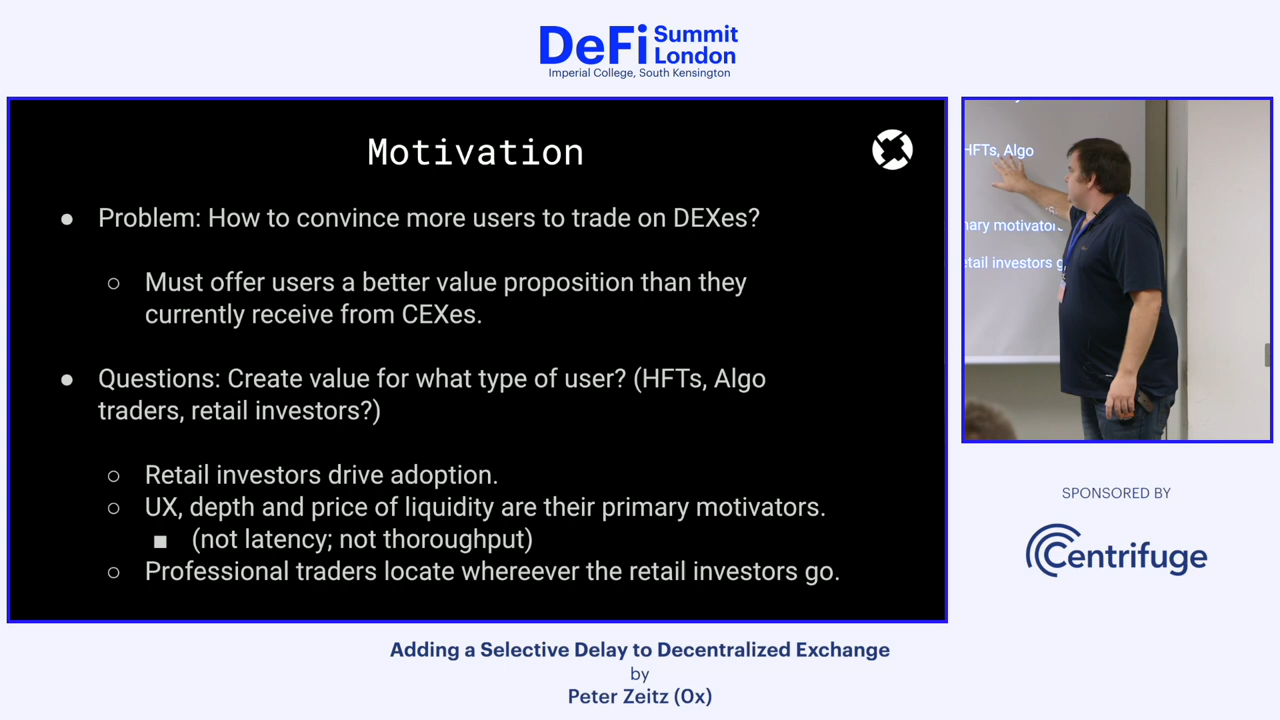 DeFi Summit
London
Imperial College, South Kensington
Motivation
● Problem: How to convince more users to trade on DEXes?
○ Must offer users a better value proposition than they
currently receive from CEXes.
● Questions: Create value for what type of user? (HFTs, Algo
traders, retail investors?)
○ Retail investors drive adoption.
○ UX, depth and price of liquidity are their primary motivators.
■ (not latency; not thoroughput)
○ Professional traders locate whereever the retail investors go.
HFTs, Algo
nary motivators
etail investors g
SPONSORED BY
Centrifuge
Adding a Selective Delay to Decentralized Exchange
by
Peter Zeitz (0x)